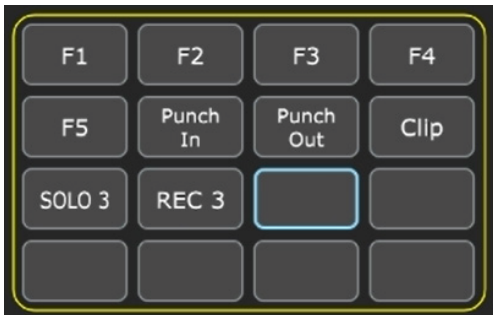 F1
F2
F3
F4
F5
Punch
In
Punch
Out
Clip
SOLO 3
REC 3